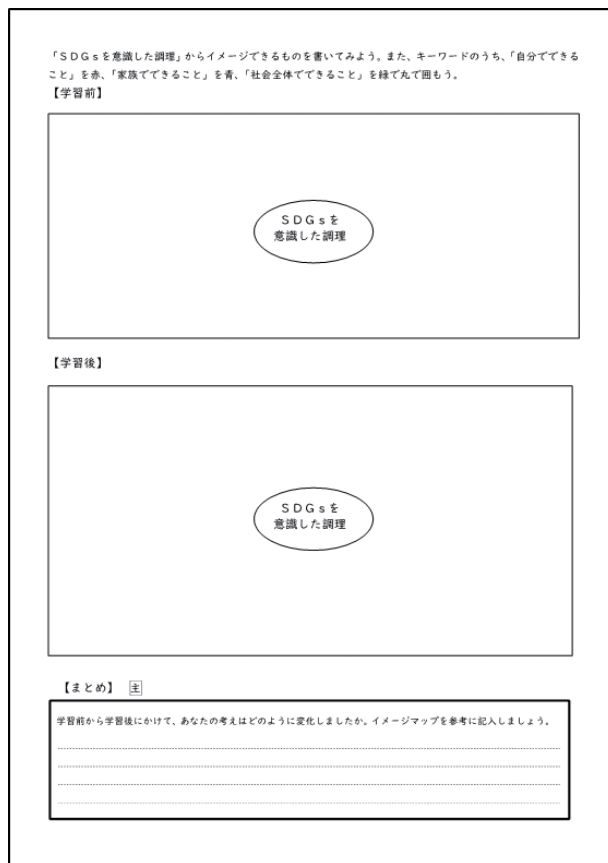 「ＳＤＧｓを意識した調理」からイメージできるものを書いてみよう。また、キーワードのうち、「自分でできる
こと」を赤、「家族でできること」を青、「社会全体でできること」を緑で丸で囲もう。
【学習前】
ＳＤＧｓを
意識した調理
【学習後】
ＳＤＧｓを
意識した調理
【まとめ】 主
学習前から学習後にかけて、あなたの考えはどのように変化しましたか。イメージマップを参考に記入しましょう。